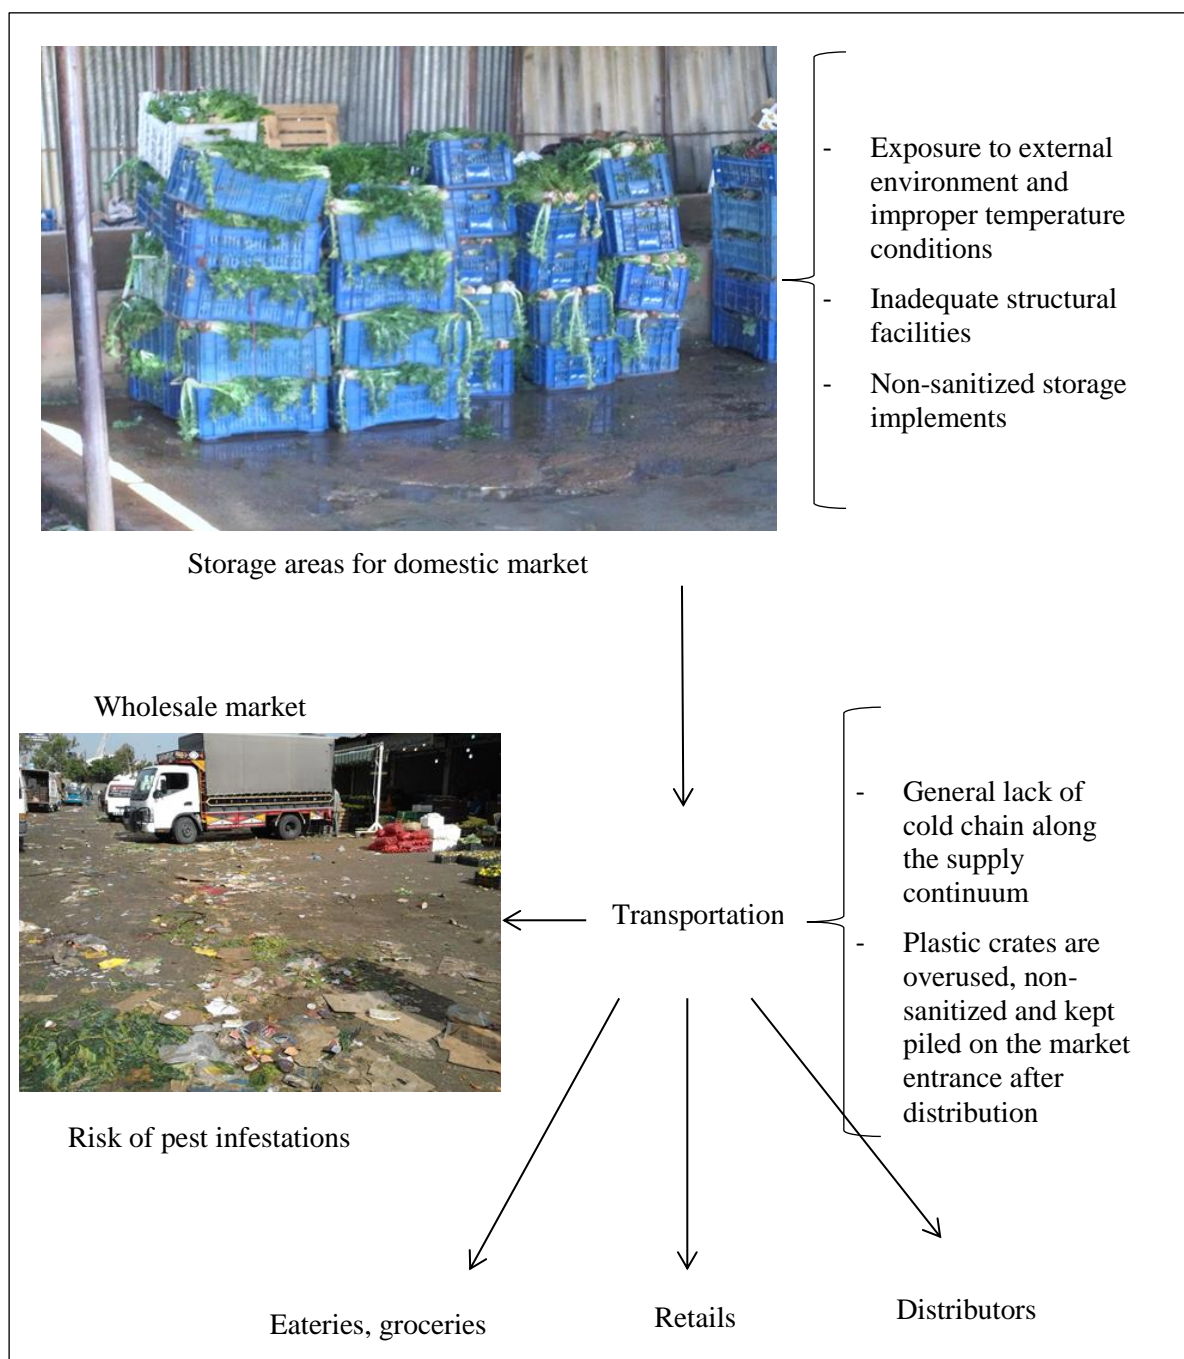 - Exposure to external
environment and
improper temperature
conditions
- Inadequate structural
facilities
- Non-sanitized storage
implements
Storage areas for domestic market
Wholesale market
- General lack of
cold chain along
the supply
continuum
Transportation
- Plastic crates are
overused, non-
sanitized and kept
piled on the market
entrance after
distribution
Risk of pest infestations
Eateries, groceries
Retails
Distributors